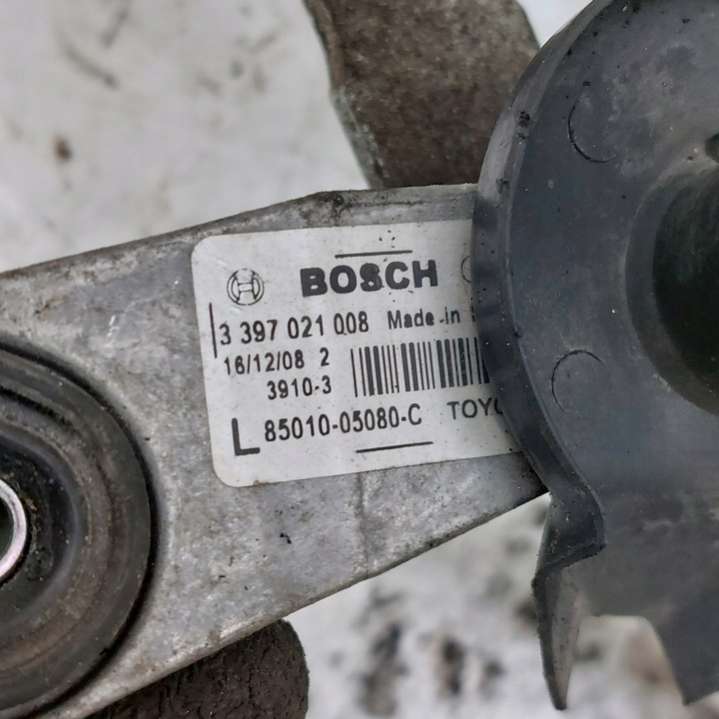 BOSCH
3 397 021 008 Made in
16/12/08 2
3910-3
L 85010-05080-C TOYO